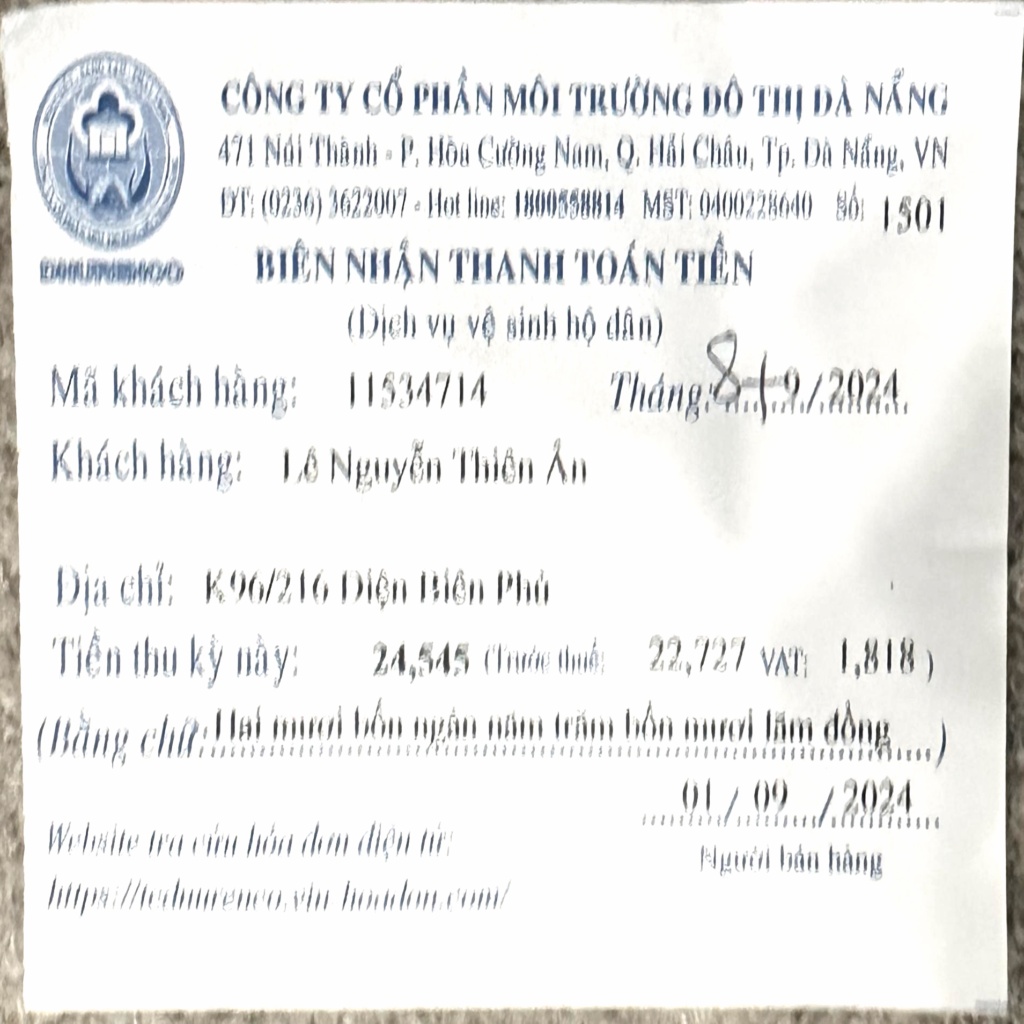 CÔNG TY CỔ PHẦN MÔI TRƯỜNG ĐÔ THỊ ĐÀ NẴNG
471 Núi Thành - P. Hòa Cường Nam, Q. Hải Châu, Tp. Đà Nẵng, VN
ĐT: (0236) 3622007 - Hot line: 1800558814 MST: 0400228640 Số: 1501
BIÊN NHẬN THANH TOÁN TIỀN
(Dịch vụ vệ sinh hộ dân)
Mã khách hàng: 11534714 Tháng: 8+9/2024
Khách hàng: Lê Nguyễn Thiên Ân
Địa chỉ: K96/216 Điện Biên Phủ
Tiền thu kỳ này: 24,545 (Trước thuế: 22,727 VAT: 1,818 )
(Bằng chữ: Hai mươi bốn ngàn năm trăm bốn mươi lăm đồng )
01 / 09 / 2024
Người bán hàng
Website tra cứu hóa đơn điện tử: